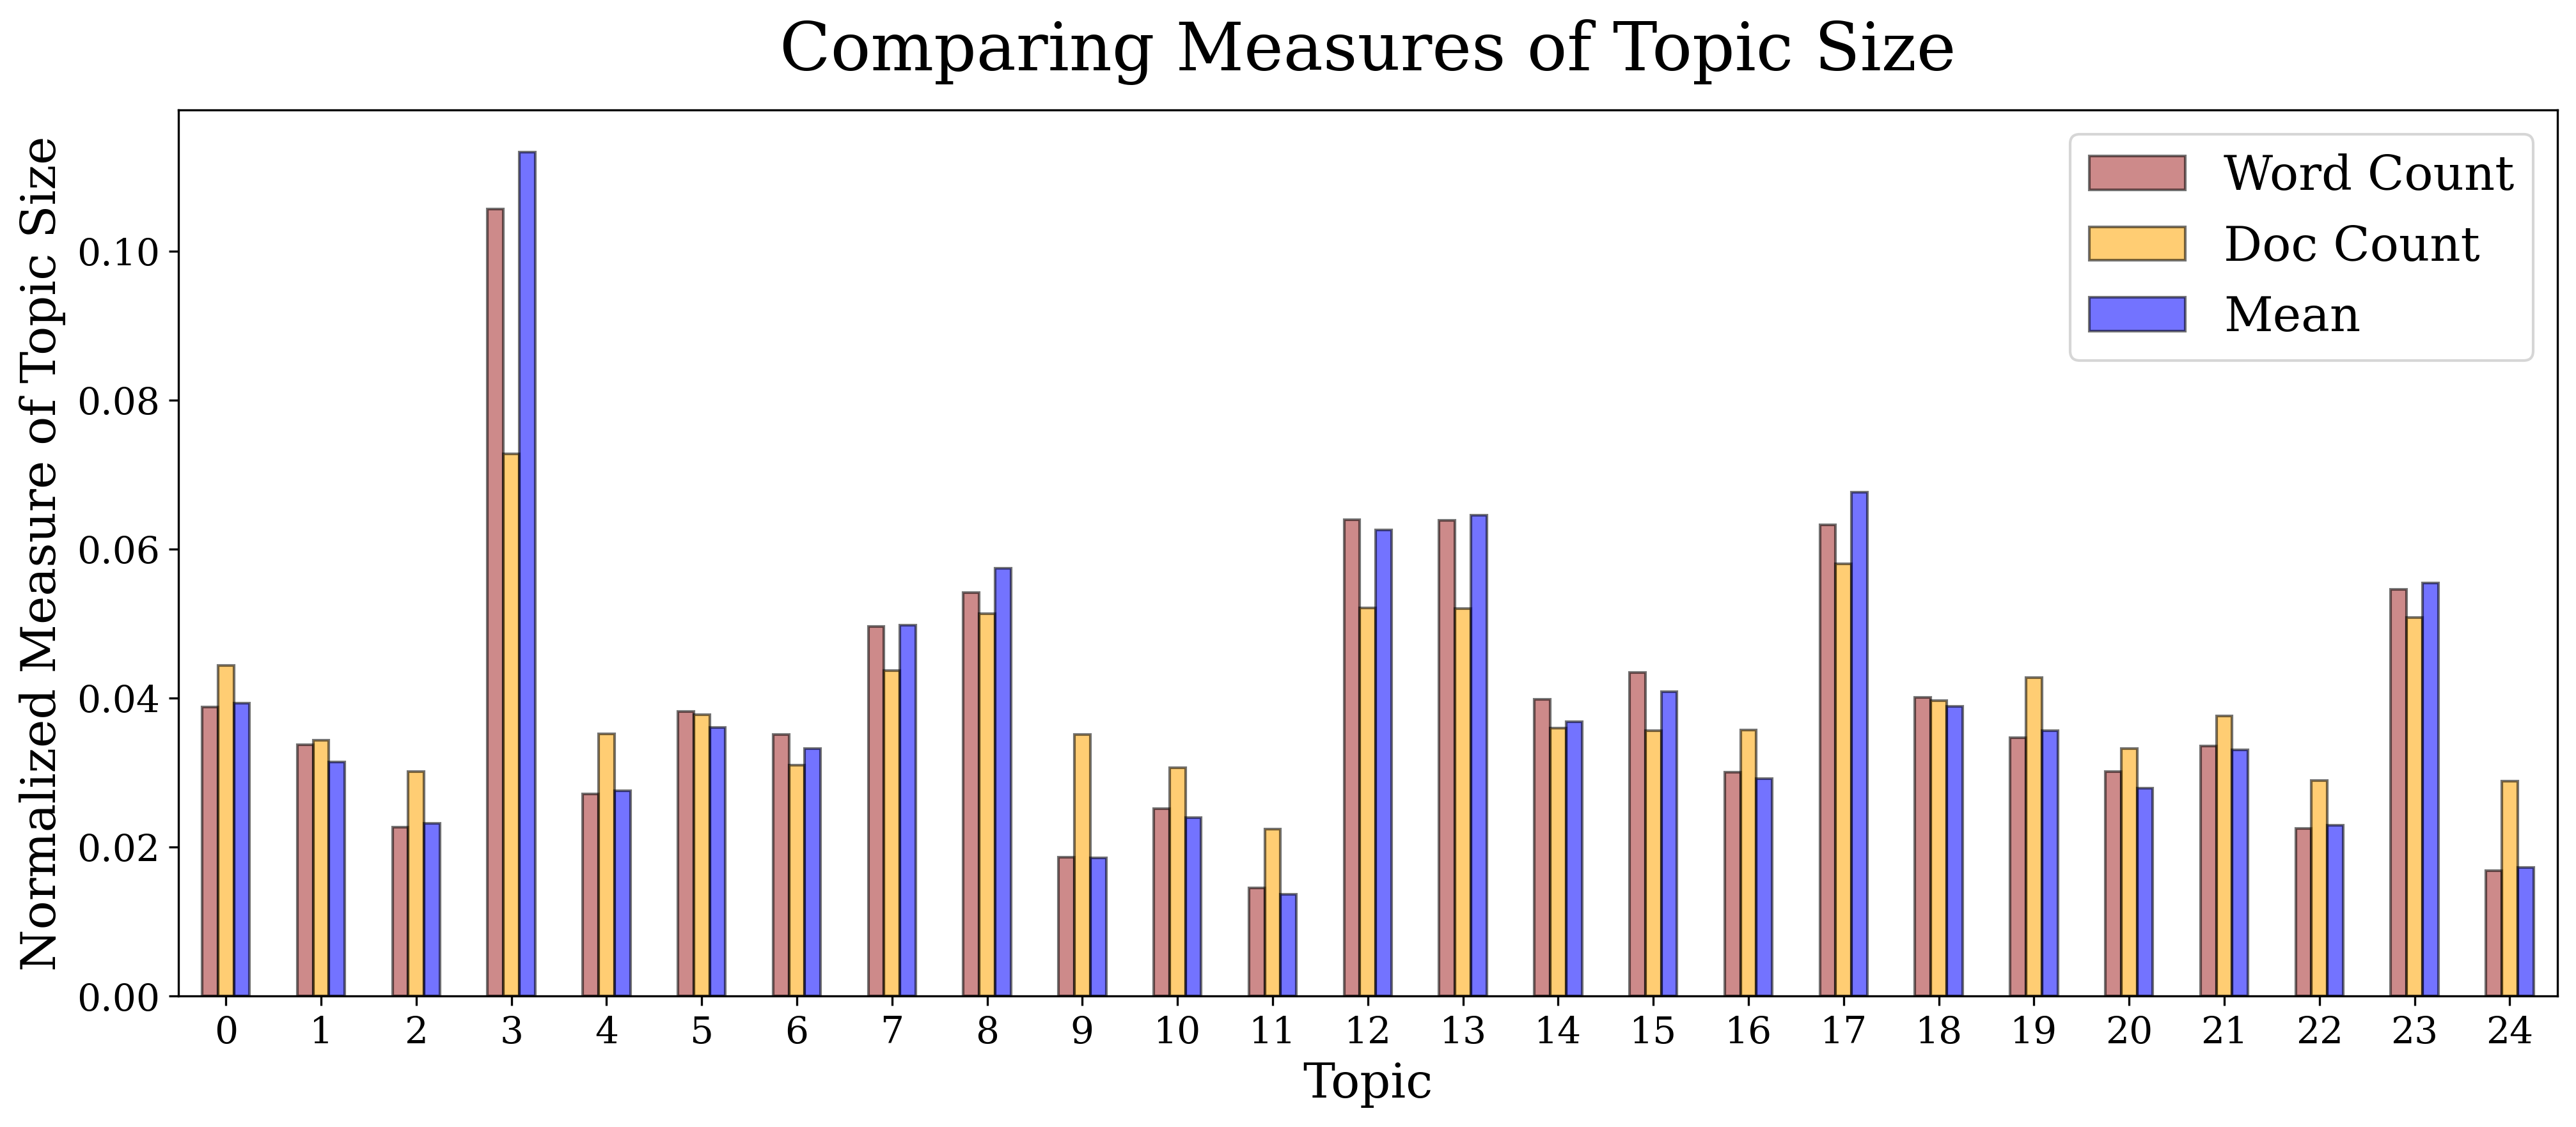 Comparing Measures of Topic Size
Normalized Measure of Topic Size
0.10
0.08
0.06
0.04
0.02
0.00
Word Count
Doc Count
Mean
0 1 2 3 4 5 6 7 8 9 10 11 12 13 14 15 16 17 18 19 20 21 22 23 24
Topic